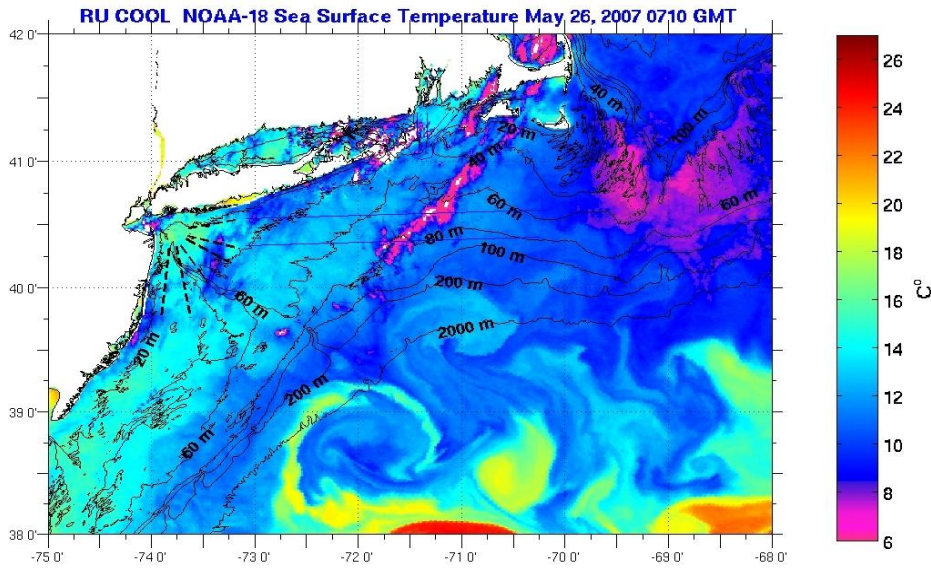 RU COOL NOAA-18 Sea Surface Temperature May 26, 2007 0710 GMT
42 0'
41 0'
40 0'
39 0'
38 0'
-75 0'
-74 0'
-73 0'
-72 0'
-71 0'
-70 0'
-69 0'
-68 0'
40 m
20 m
100 m
40 m
60 m
60 m
80 m
100 m
200 m
60 m
2000 m
20 m
200 m
60 m
26
24
22
20
18
16
14
12
10
8
6
C°